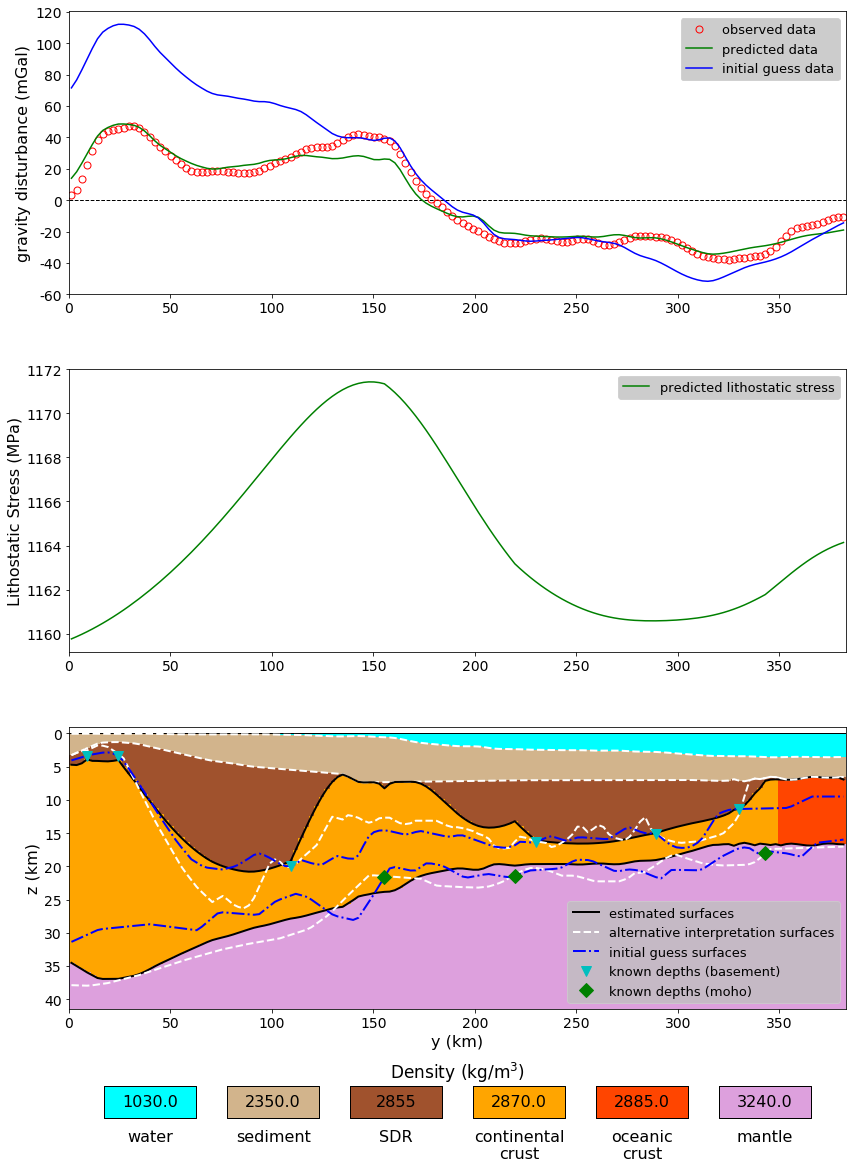 120
100
80
60
40
20
0
-20
-40
-60
gravity disturbance (mGal)
observed data
predicted data
initial guess data
0 50 100 150 200 250 300 350
1172
1170
1168
1166
1164
1162
1160
Lithostatic Stress (MPa)
predicted lithostatic stress
0 50 100 150 200 250 300 350
0
5
10
15
20
25
30
35
40
z (km)
estimated surfaces
alternative interpretation surfaces
initial guess surfaces
known depths (basement)
known depths (moho)
0 50 100 150 200 250 300 350
y (km)
Density (kg/m³)
1030.0 2350.0 2855 2870.0 2885.0 3240.0
water sediment SDR continental oceanic mantle
crust crust